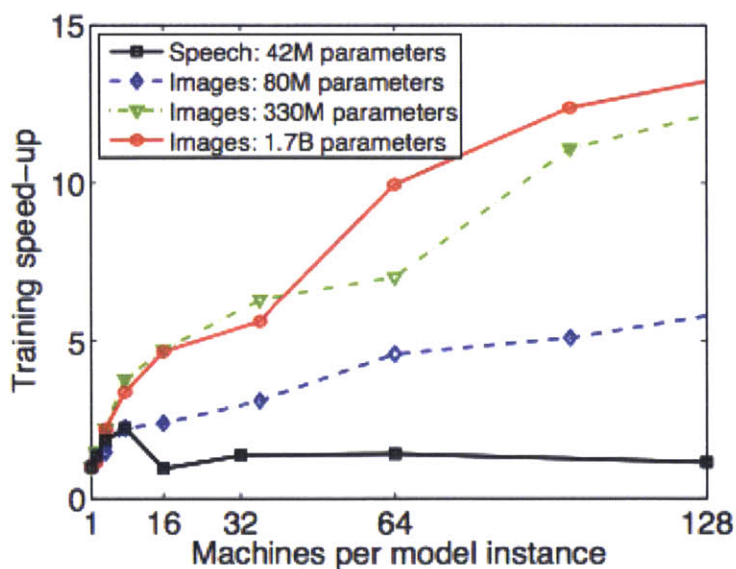 15
Speech: 42M parameters
Images: 80M parameters
Images: 330M parameters
Images: 1.7B parameters
10
Training speed-up
5
0
1 16 32 64 128
Machines per model instance